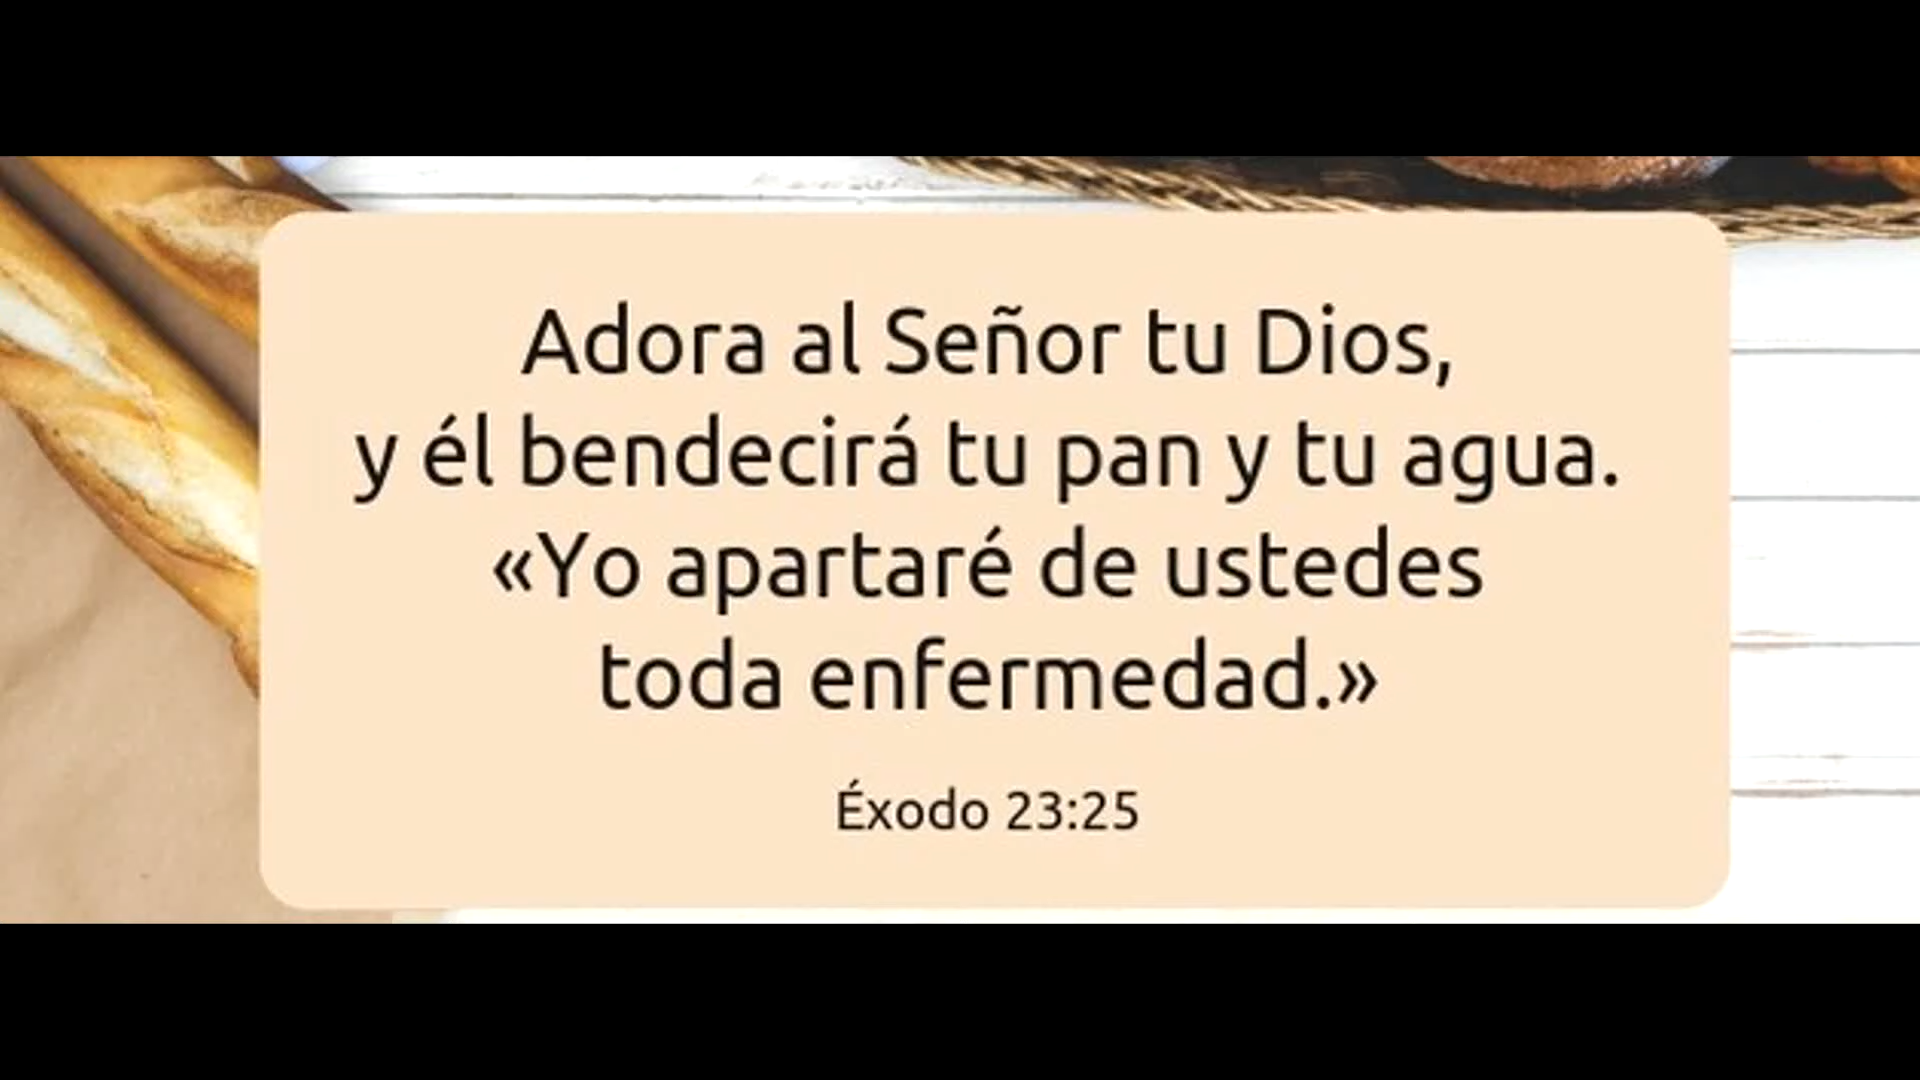 Adora al Señor tu Dios,
y él bendecirá tu pan y tu agua.
«Yo apartaré de ustedes
toda enfermedad.»
Éxodo 23:25